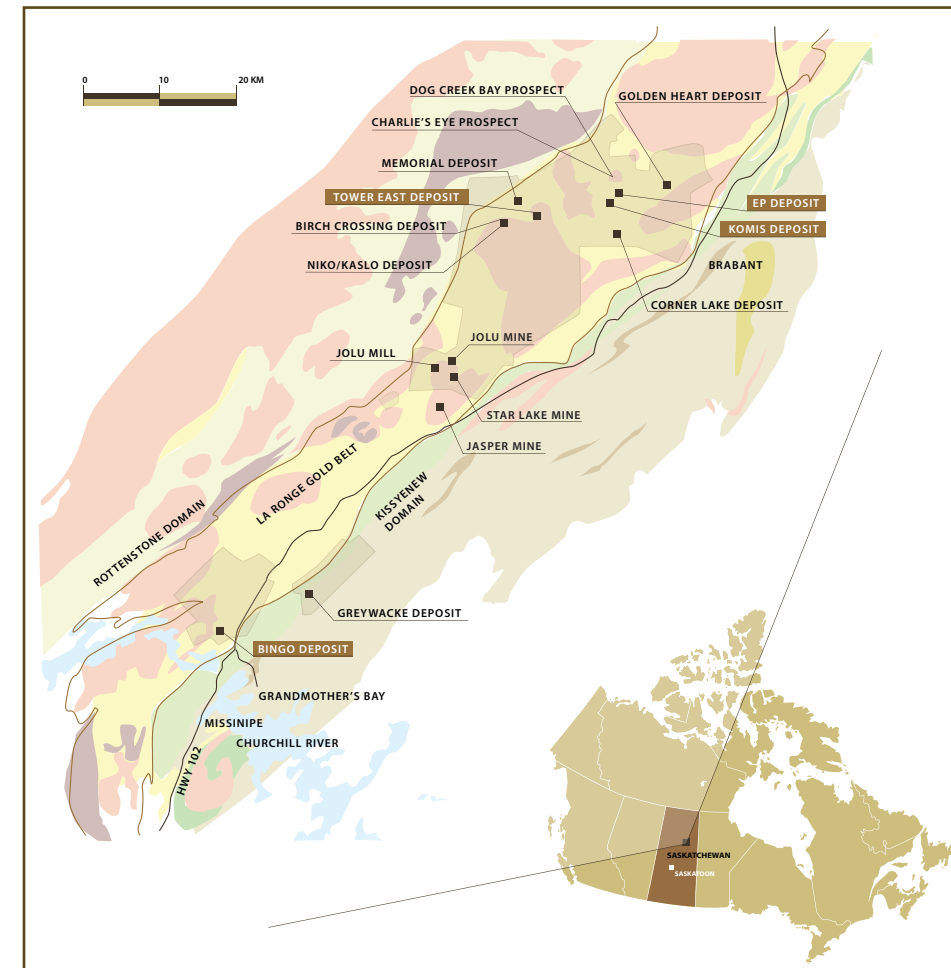 0 10 20 KM
DOG CREEK BAY PROSPECT
GOLDEN HEART DEPOSIT
CHARLIE'S EYE PROSPECT
MEMORIAL DEPOSIT
TOWER EAST DEPOSIT
EP DEPOSIT
BIRCH CROSSING DEPOSIT
KOMIS DEPOSIT
NIKO/KASLO DEPOSIT
BRABANT
CORNER LAKE DEPOSIT
JOLU MINE
JOLU MILL
STAR LAKE MINE
JASPER MINE
LA RONGE GOLD BELT
KISSYENEW
DOMAIN
ROTTENSTONE DOMAIN
GREYWACKE DEPOSIT
BINGO DEPOSIT
GRANDMOTHER'S BAY
MISSINIPE
CHURCHILL RIVER
HWY 102
SASKATCHEWAN
SASKATOON